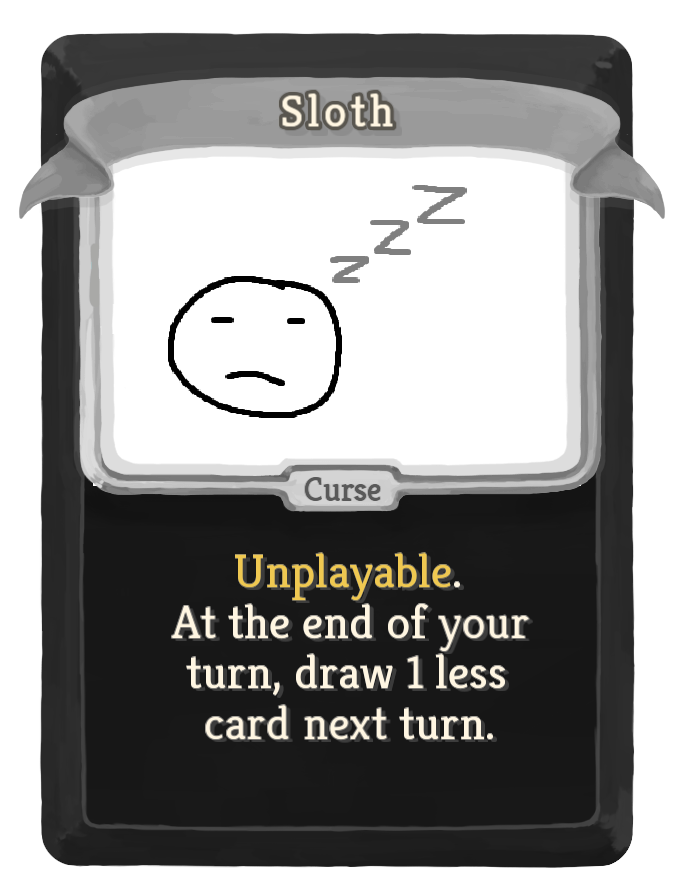 Sloth
z z Z
Curse
Unplayable.
At the end of your
turn, draw 1 less
card next turn.